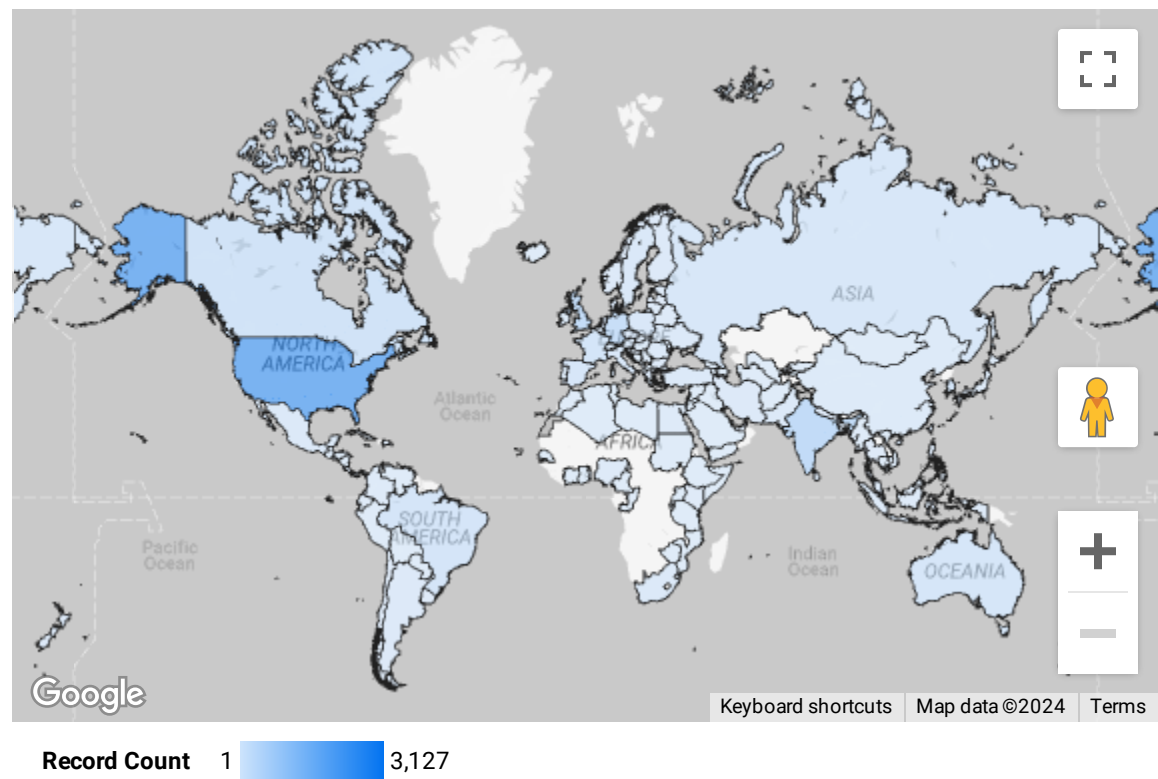 ASIA
NORTH
AMERICA
Atlantic
Ocean
AFRICA
SOUTH
AMERICA
Pacific
Ocean
Indian
Ocean
OCEANIA
Google
Keyboard shortcuts
Map data ©2024
Terms
Record Count
1
3,127